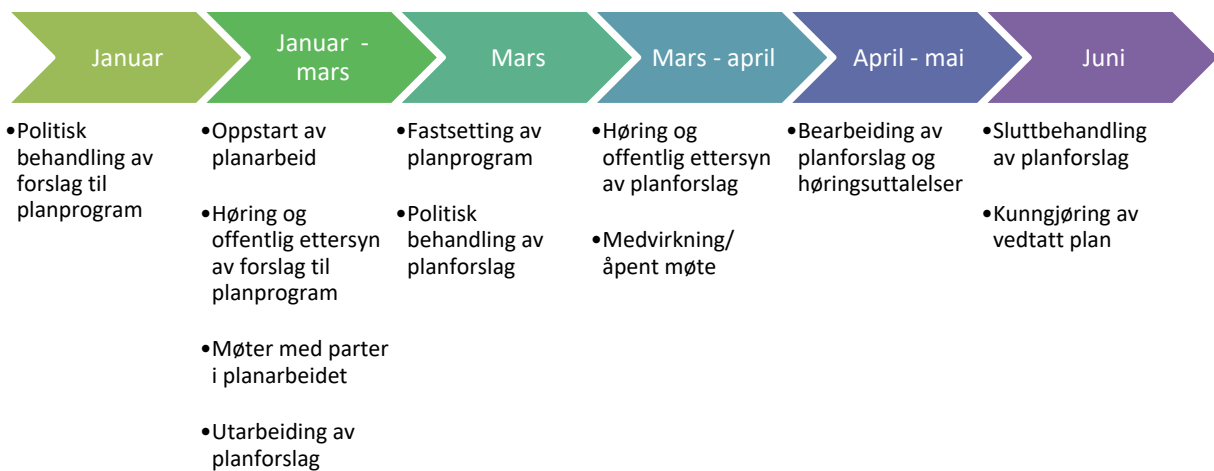 Januar
Januar -
mars
Mars
Mars - april
April - mai
Juni
•Politisk
behandling av
forslag til
planprogram
•Oppstart av
planarbeid
•Høring og
offentlig ettersyn
av forslag til
planprogram
•Møter med parter
i planarbeidet
•Utarbeiding av
planforslag
•Fastsetting av
planprogram
•Politisk
behandling av
planforslag
•Høring og
offentlig ettersyn
av planforslag
•Medvirkning/
åpent møte
•Bearbeiding av
planforslag og
høringsuttalelser
•Sluttbehandling
av planforslag
•Kunngjøring av
vedtatt plan